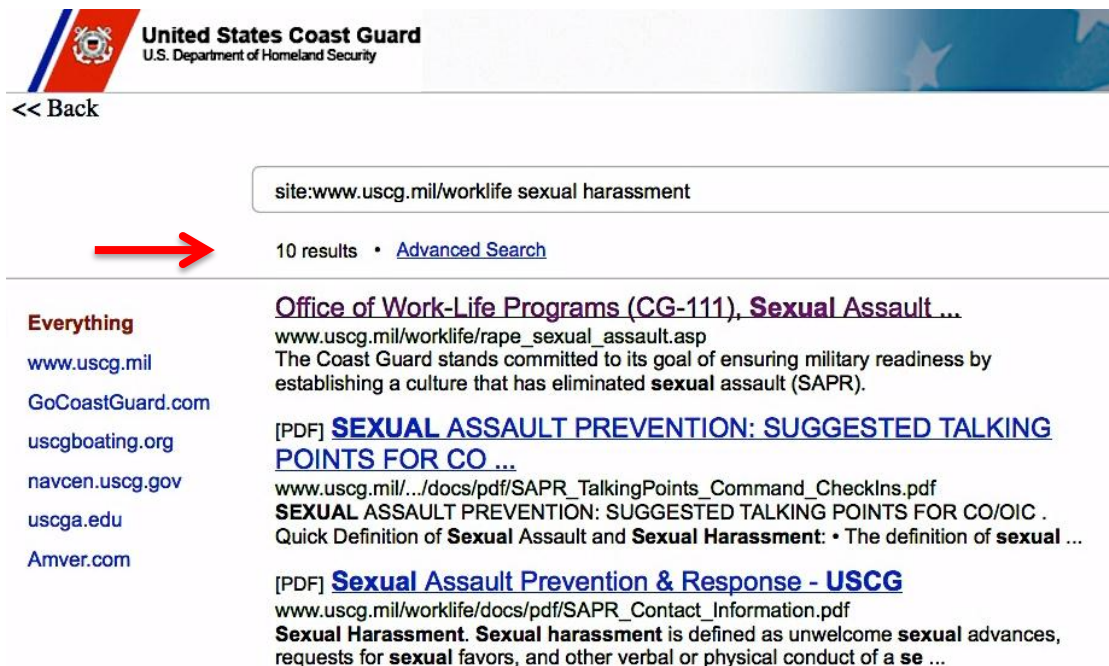 United States Coast Guard
U.S. Department of Homeland Security
<< Back
site:www.uscg.mil/worklife sexual harassment
10 results • Advanced Search
Everything
www.uscg.mil
GoCoastGuard.com
uscgboating.org
navcen.uscg.gov
uscga.edu
Amver.com
Office of Work-Life Programs (CG-111), Sexual Assault ...
www.uscg.mil/worklife/rape_sexual_assault.asp
The Coast Guard stands committed to its goal of ensuring military readiness by
establishing a culture that has eliminated sexual assault (SAPR).
[PDF] SEXUAL ASSAULT PREVENTION: SUGGESTED TALKING
POINTS FOR CO ...
www.uscg.mil/.../docs/pdf/SAPR_TalkingPoints_Command_CheckIns.pdf
SEXUAL ASSAULT PREVENTION: SUGGESTED TALKING POINTS FOR CO/OIC .
Quick Definition of Sexual Assault and Sexual Harassment: • The definition of sexual ...
[PDF] Sexual Assault Prevention & Response - USCG
www.uscg.mil/worklife/docs/pdf/SAPR_Contact_Information.pdf
Sexual Harassment. Sexual harassment is defined as unwelcome sexual advances,
requests for sexual favors, and other verbal or physical conduct of a se ...